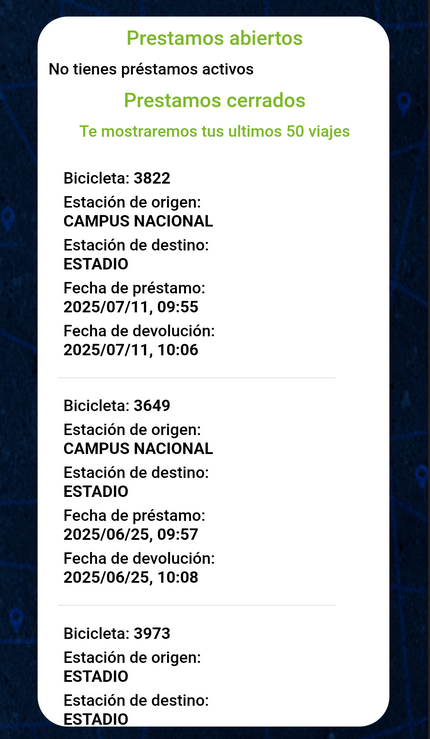 Prestamos abiertos
No tienes préstamos activos
Prestamos cerrados
Te mostraremos tus ultimos 50 viajes
Bicicleta: 3822
Estación de origen:
CAMPUS NACIONAL
Estación de destino:
ESTADIO
Fecha de préstamo:
2025/07/11, 09:55
Fecha de devolución:
2025/07/11, 10:06
Bicicleta: 3649
Estación de origen:
CAMPUS NACIONAL
Estación de destino:
ESTADIO
Fecha de préstamo:
2025/06/25, 09:57
Fecha de devolución:
2025/06/25, 10:08
Bicicleta: 3973
Estación de origen:
ESTADIO
Estación de destino:
ESTADIO